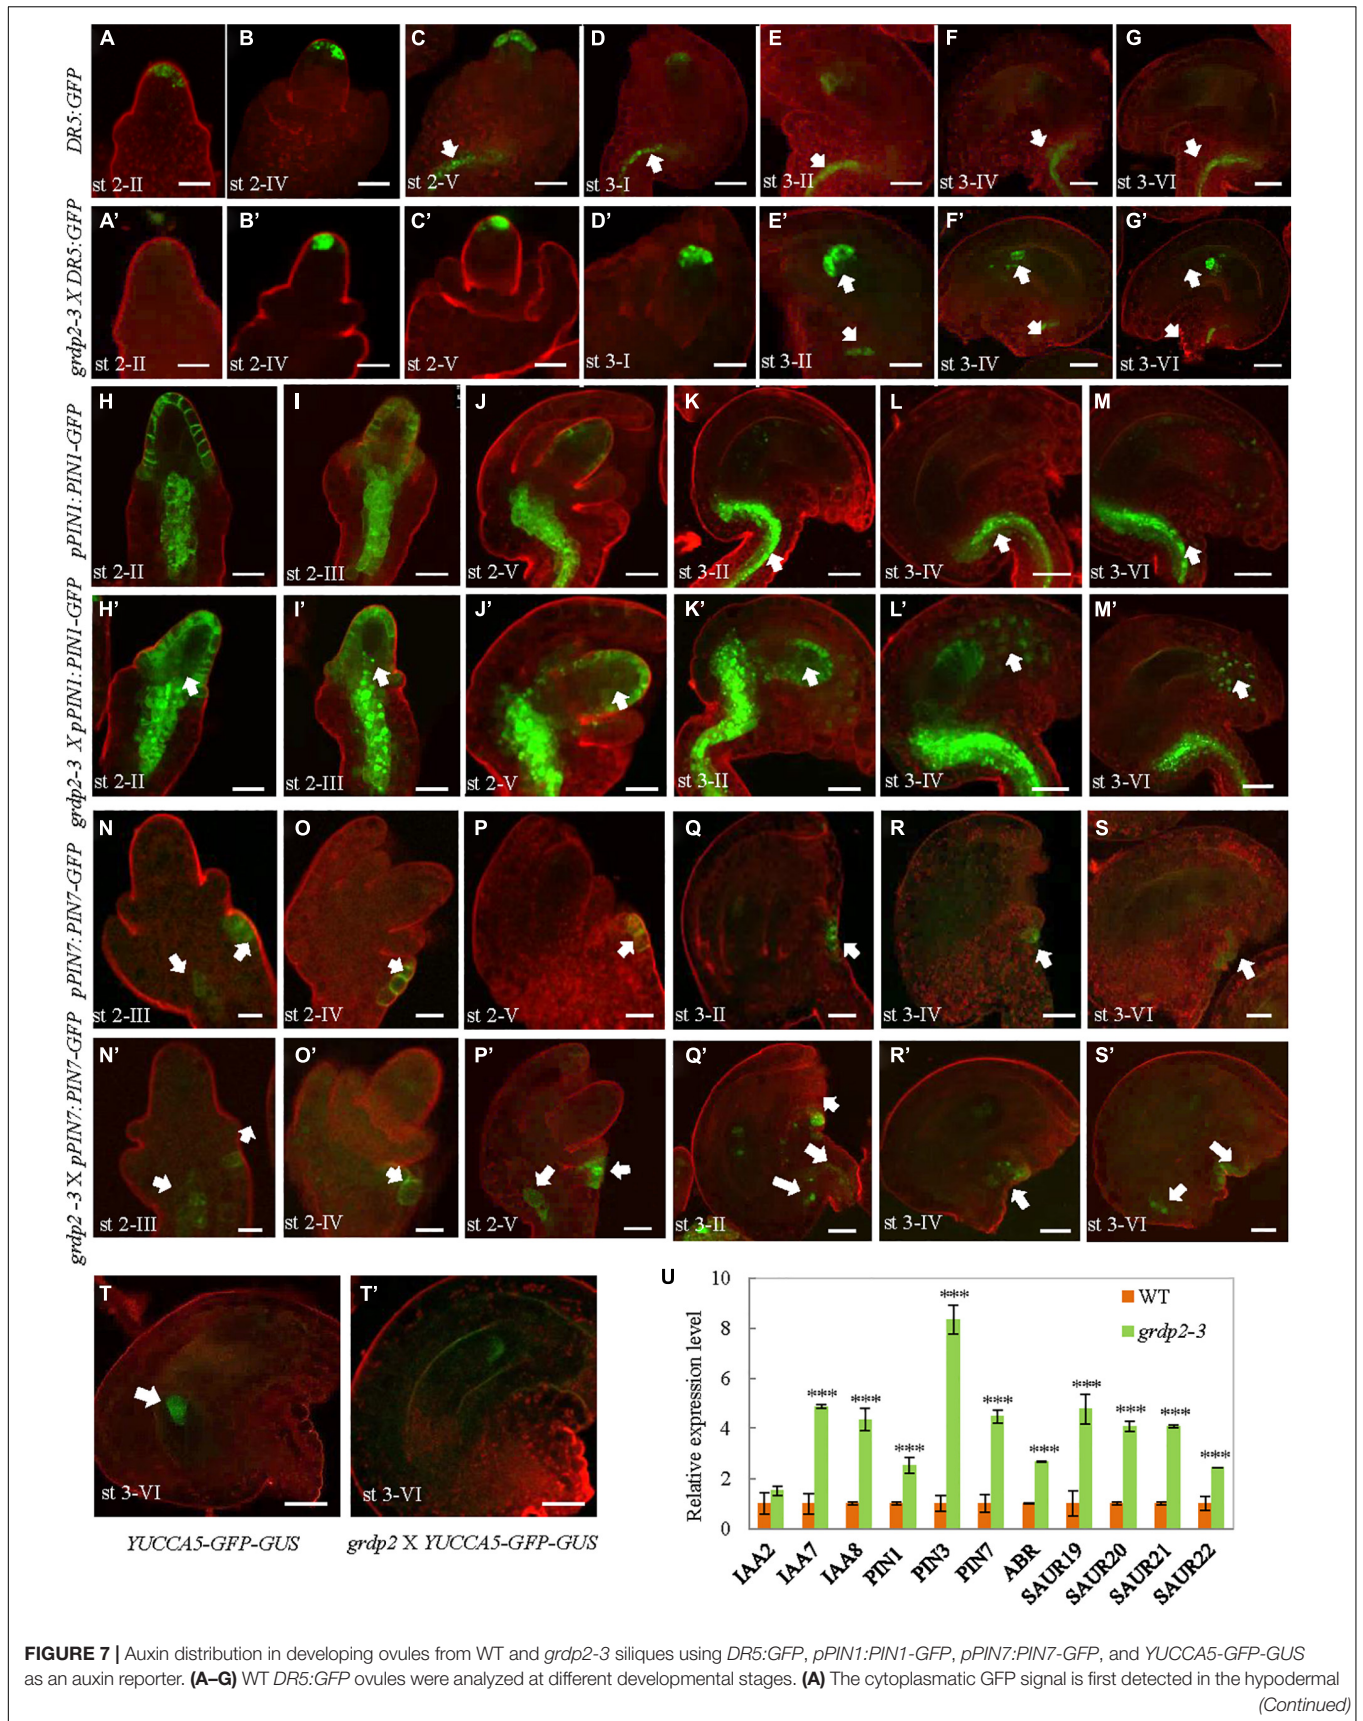 A B C D E F G
DR5:GFP
st 2-II st 2-IV st 2-V st 3-I st 3-II st 3-IV st 3-VI
A’ B’ C’ D’ E’ F’ G’
grdp2-3 X DR5:GFP
st 2-II st 2-IV st 2-V st 3-I st 3-II st 3-IV st 3-VI
H I J K L M
pPIN1:PIN1-GFP
st 2-II st 2-III st 2-V st 3-II st 3-IV st 3-VI
H’ I’ J’ K’ L’ M’
grdp2-3 X pPIN1:PIN1-GFP
st 2-II st 2-III st 2-V st 3-II st 3-IV st 3-VI
N O P Q R S
pPIN7:PIN7-GFP
st 2-III st 2-IV st 2-V st 3-II st 3-IV st 3-VI
N’ O’ P’ Q’ R’ S’
grdp2-3 X pPIN7:PIN7-GFP
st 2-III st 2-IV st 2-V st 3-II st 3-IV st 3-VI
T T’
st 3-VI st 3-VI
YUCCA5-GFP-GUS grdp2 X YUCCA5-GFP-GUS
U
Relative expression level
10
8
6
4
2
0
WT
grdp2-3
*** *** *** *** *** *** *** *** *** ***
IAA2 IAA7 IAA8 PIN1 PIN3 PIN7 ABR SAUR19 SAUR20 SAUR21 SAUR22
FIGURE 7 | Auxin distribution in developing ovules from WT and grdp2-3 siliques using DR5:GFP, pPIN1:PIN1-GFP, pPIN7:PIN7-GFP, and YUCCA5-GFP-GUS
as an auxin reporter. (A–G) WT DR5:GFP ovules were analyzed at different developmental stages. (A) The cytoplasmatic GFP signal is first detected in the hypodermal
(Continued)